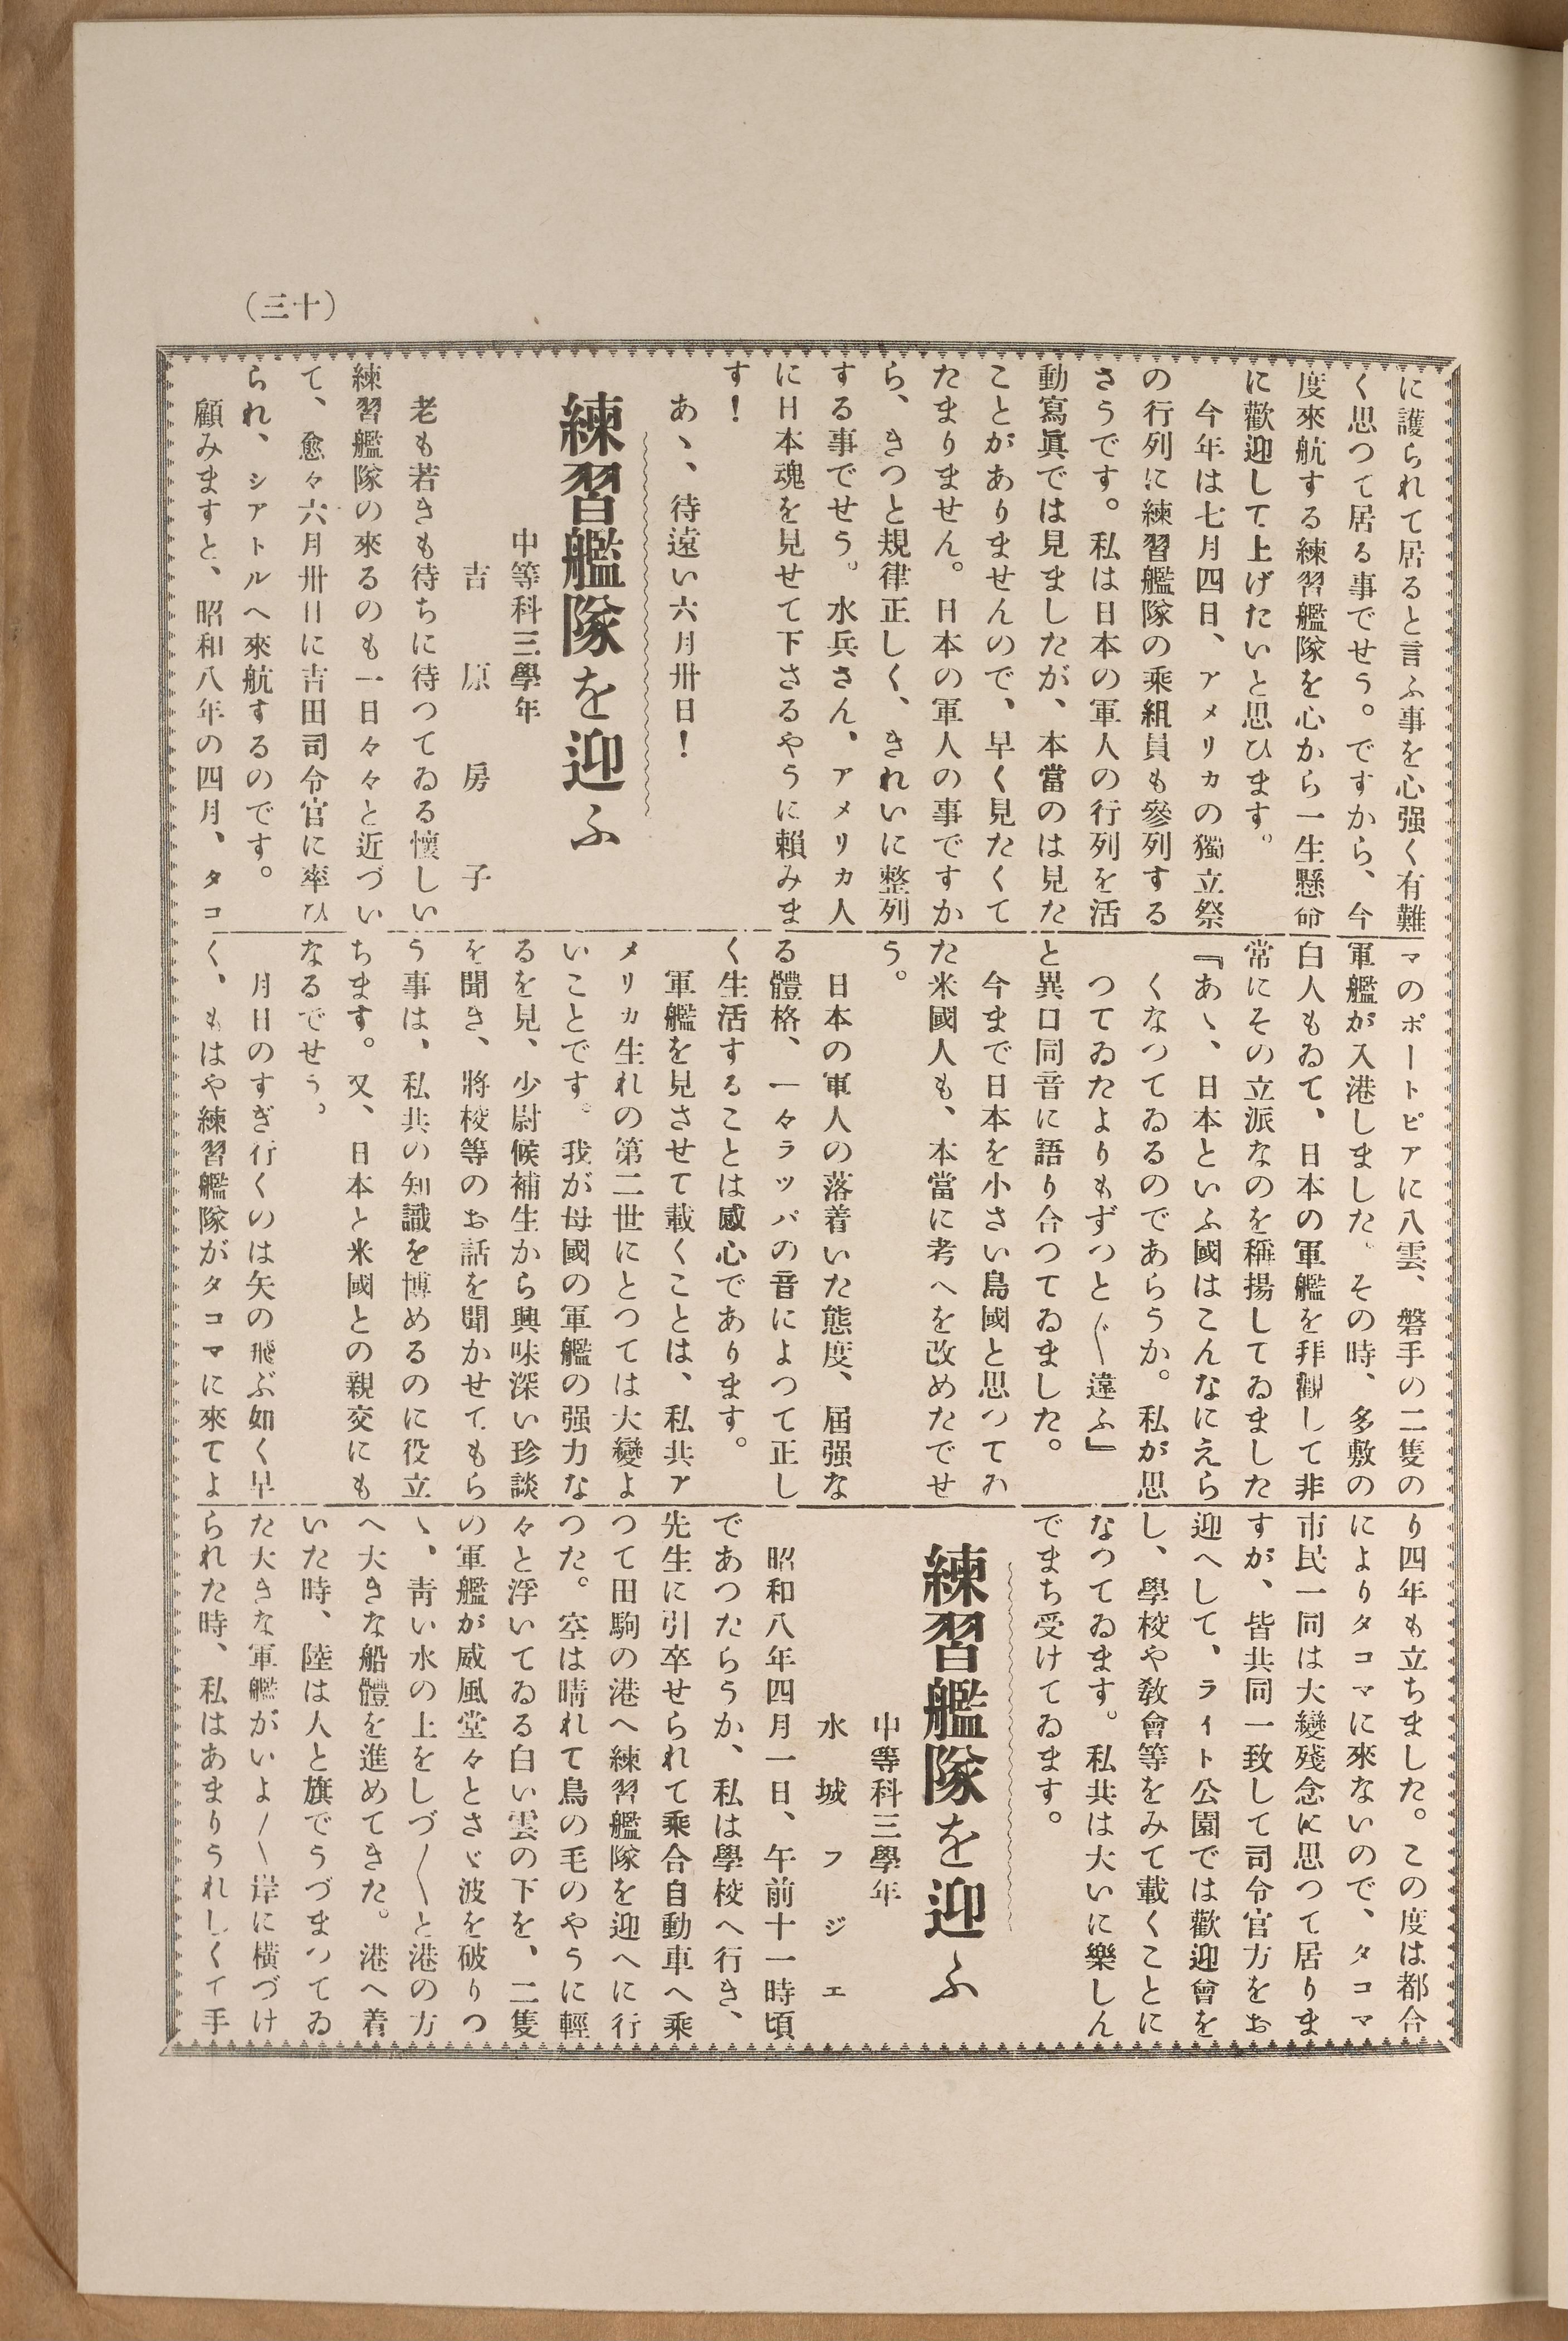 (三十)
に護られて居ると言ふ事を心强く有難
く思つて居る事でせう。ですから、今
度來航する練習艦隊を心から一生懸命
に歡迎して上げたいと思ひます。
今年は七月四日、アメリカの獨立祭
の行列に練習艦隊の乘組員も參列する
さうです。私は日本の軍人の行列を活
動寫眞では見ましたが、本當のは見た
ことがありませんので、早く見たくて
たまりません。日本の軍人の事ですか
ら、きつと規律正しく、きれいに整列
する事でせう。水兵さん、アメリカ人
に日本魂を見せて下さるやうに賴みま
す!
あゝ、待遠い六月卅日!
練習艦隊を迎ふ
中等科三學年
吉原房子
老も若きも待ちに待つてゐる懷しい
練習艦隊の來るのも一日々々と近づい
て、愈々六月卅日に吉田司令官に率ひ
られ、シアトルへ來航するのです。
顧みますと、昭和八年の四月、タコ
マのポートピアに八雲、磐手の二隻の
軍艦が入港しました。その時、多數の
白人もゐて、日本の軍艦を拜觀して非
常にその立派なのを稱揚してゐました
『あゝ、日本といふ國はこんなにえら
くなつてゐるのであらうか。私が思
つてゐたよりもずつと〲違ふ』
と異口同音に語り合つてゐました。
今まで日本を小さい島國と思つてゐ
た米國人も、本當に考へを改めたでせ
う。
日本の軍人の落着いた態度、屆强な
る體格、一々ラッパの音によつて正し
く生活することは感心であります。
軍艦を見させて載くことは、私共ア
メリカ生れの第二世にとつては大變よ
いことです。我が母國の軍艦の强力な
るを見、少尉候補生から興味深い珍談
を聞き、將校等のお話を聞かせてもら
う事は、私共の知識を博めるのに役立
ちます。又、日本と米國との親交にも
なるでせう。
月日のすぎ行くのは矢の飛ぶ如く早
く、もはや練習艦隊がタコマに來てよ
り四年も立ちました。この度は都合
によりタコマに來ないので、タコマ
市民一同は大變殘念に思つて居りま
すが、皆共同一致して司令官方をお
迎へして、ライト公園では歡迎會を
し、學校や敎會等をみて載くことに
なつてゐます。私共は大いに樂しん
でまち受けてゐます。
練習艦隊を迎ふ
中等科三學年
水城フジエ
昭和八年四月一日、午前十一時頃
であつたらうか、私は學校へ行き、
先生に引卒せられて乘合自動車へ乘
つて田駒の港へ練習艦隊を迎へに行
つた。空は晴れて鳥の毛のやうに輕
々と浮いてゐる白い雲の下を、二隻
の軍艦が威風堂々とさゞ波を破りつ
ゝ、靑い水の上をしづ〳〵と港の方
へ大きな船體を進めてきた。港へ着
いた時、陸は人と旗でうづまつてゐ
た大きな軍艦がいよ〳〵岸に橫づけ
られた時、私はあまりうれしくて手